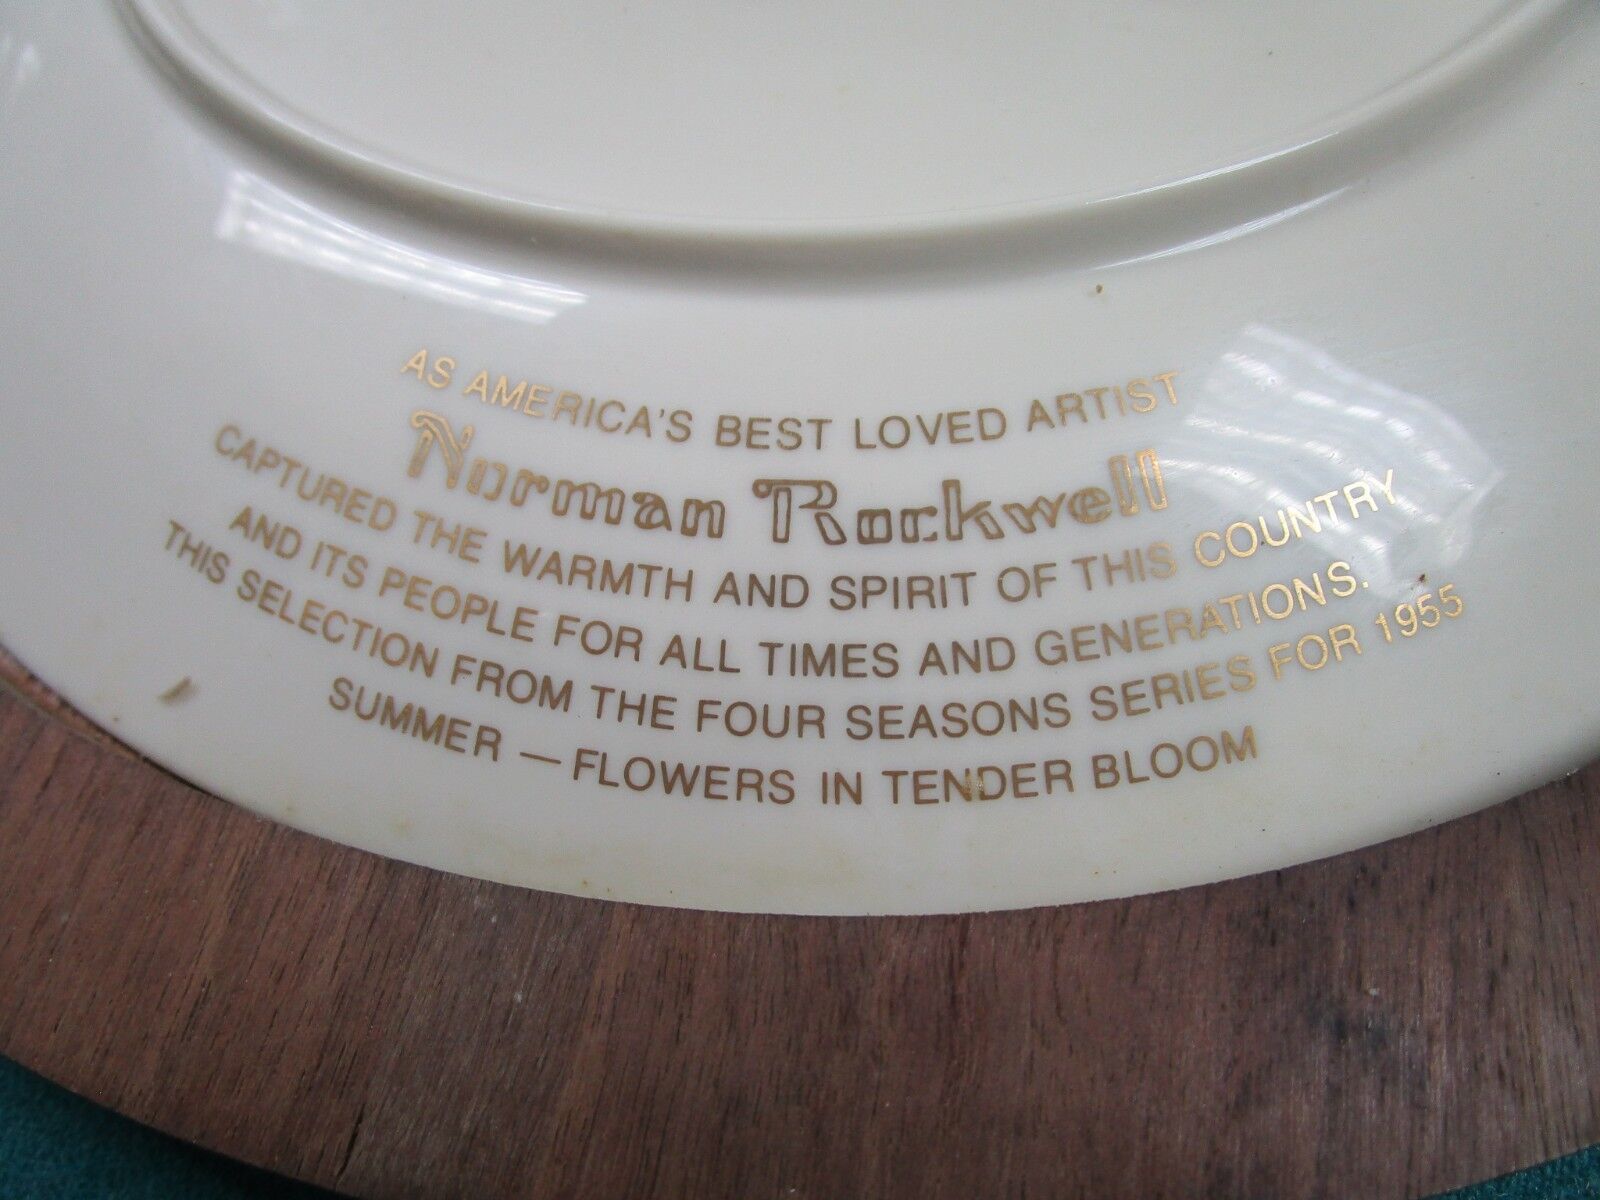 AS AMERICA'S BEST LOVED ARTIST
Norman Rockwell
CAPTURED THE WARMTH AND SPIRIT OF THIS COUNTRY
AND ITS PEOPLE FOR ALL TIMES AND GENERATIONS.
THIS SELECTION FROM THE FOUR SEASONS SERIES FOR 1955
SUMMER — FLOWERS IN TENDER BLOOM